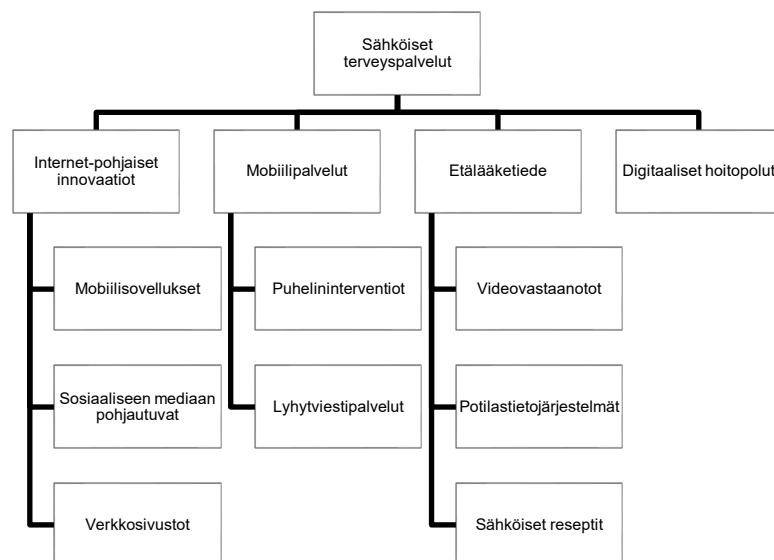 Sähköiset
terveyspalvelut
Internet-pohjaiset
innovaatiot
Mobiilipalvelut
Etälääketiede
Digitaaliset hoitopolut
Mobiilisovellukset
Puhelininterventiot
Videovastaanotot
Sosiaaliseen mediaan
pohjautuvat
Lyhytviestipalvelut
Potilastietojärjestelmät
Verkkosivustot
Sähköiset reseptit